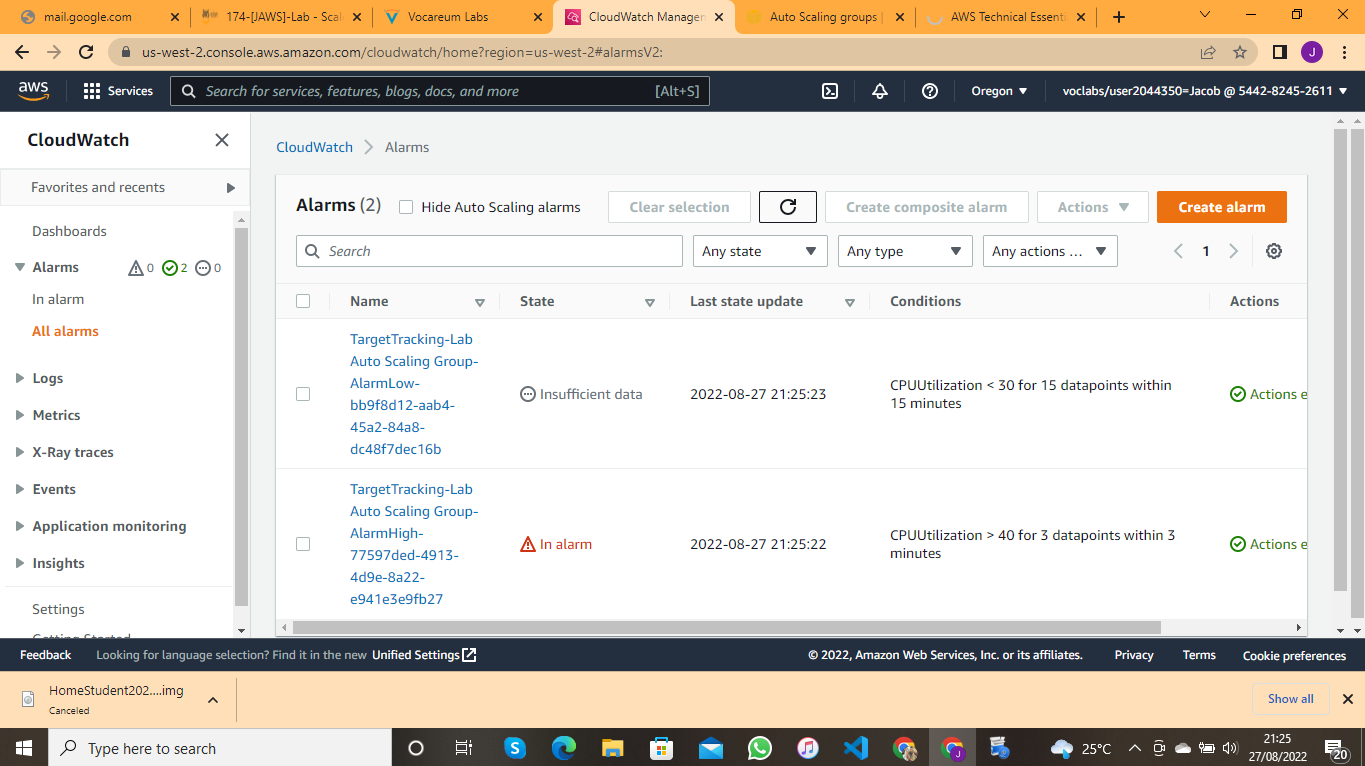 mail.google.com
174-[JAWS]-Lab - Scal
Vocareum Labs
CloudWatch Managem
Auto Scaling groups |
AWS Technical Essenti
us-west-2.console.aws.amazon.com/cloudwatch/home?region=us-west-2#alarmsV2:
J
aws
Services
Search for services, features, blogs, docs, and more
[Alt+S]
Oregon
voclabs/user2044350=Jacob @ 5442-8245-2611
CloudWatch
Favorites and recents
Dashboards
Alarms
0
2
0
In alarm
All alarms
Logs
Metrics
X-Ray traces
Events
Application monitoring
Insights
Settings
Getting Started
CloudWatch
Alarms
Alarms (2)
Hide Auto Scaling alarms
Clear selection
Create composite alarm
Actions
Create alarm
Search
Any state
Any type
Any actions ...
1
Name
State
Last state update
Conditions
Actions
TargetTracking-Lab
Auto Scaling Group-
AlarmLow-
bb9f8d12-aab4-
45a2-84a8-
dc48f7dec16b
Insufficient data
2022-08-27 21:25:23
CPUUtilization < 30 for 15 datapoints within
15 minutes
Actions e
TargetTracking-Lab
Auto Scaling Group-
AlarmHigh-
77597ded-4913-
4d9e-8a22-
e941e3e9fb27
In alarm
2022-08-27 21:25:22
CPUUtilization > 40 for 3 datapoints within 3
minutes
Actions e
Feedback
Looking for language selection? Find it in the new Unified Settings
© 2022, Amazon Web Services, Inc. or its affiliates.
Privacy
Terms
Cookie preferences
HomeStudent202....img
Canceled
Show all
Type here to search
J
25°C
21:25
27/08/2022
20